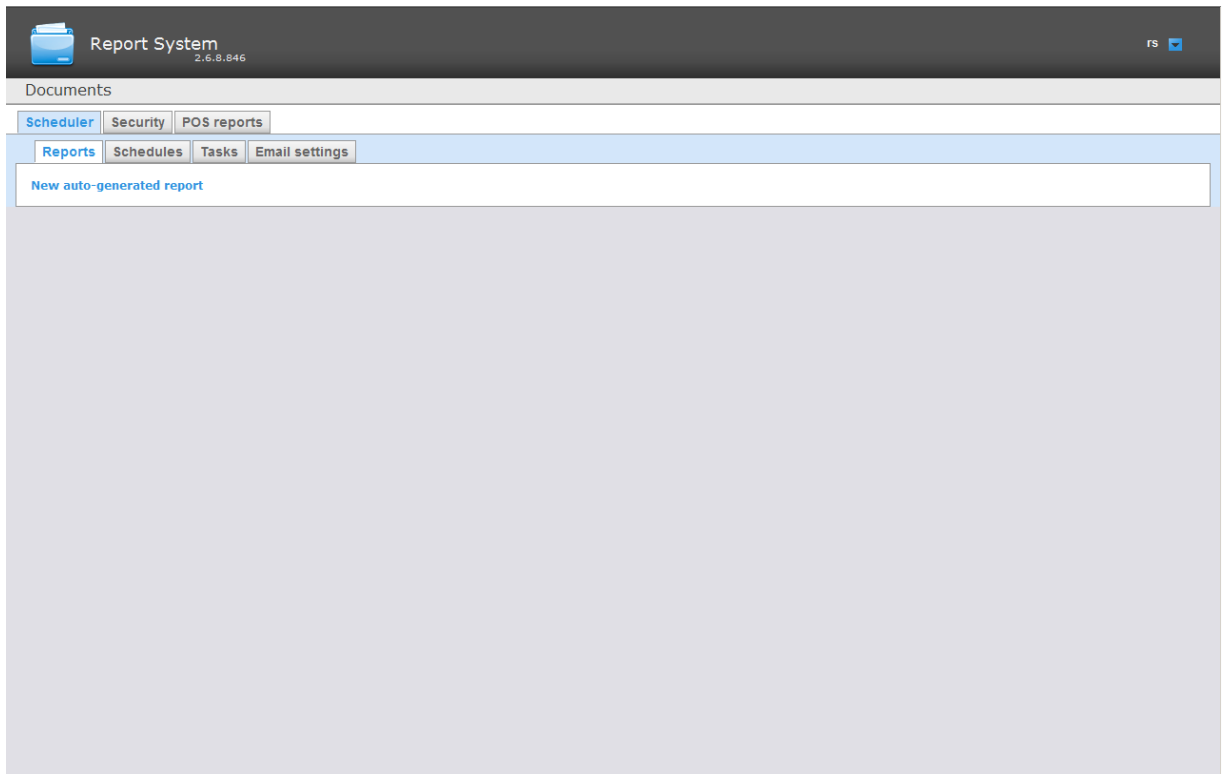 Report System
2.6.8.846
rs
Documents
Scheduler Security POS reports
Reports Schedules Tasks Email settings
New auto-generated report